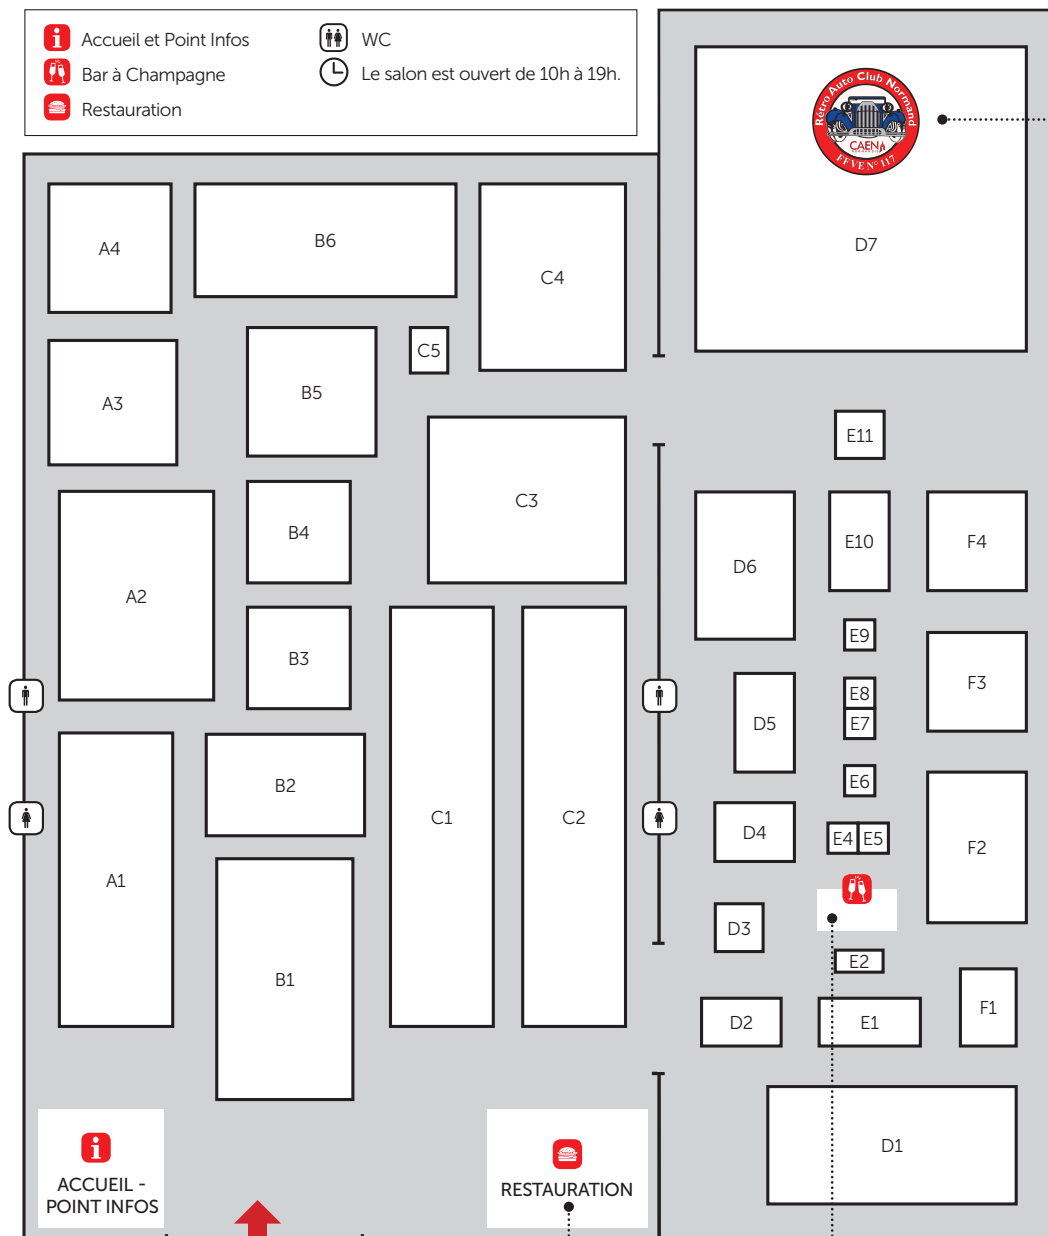 Accueil et Point Infos
WC
Bar à Champagne
Le salon est ouvert de 10h à 19h.
Restauration
Rétro Auto Club Normand
CAEN
FFVE N° 117
D7
A4
B6
C4
C5
A3
B5
E11
C3
B4
A2
D6
E10
F4
E9
B3
E8
E7
F3
D5
B2
E6
C1
C2
D4
E4
E5
F2
A1
D3
E2
B1
D2
E1
F1
D1
ACCUEIL -
POINT INFOS
RESTAURATION